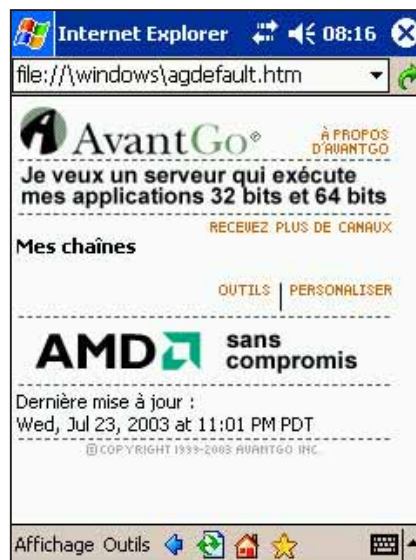 Internet Explorer 08:16
file://\windows\agdefault.htm
AvantGo®
À PROPOS
D'AVANTGO
Je veux un serveur qui exécute
mes applications 32 bits et 64 bits
RECEVEZ PLUS DE CANAUX
Mes chaînes
OUTILS | PERSONALISER
AMD
sans
compromis
Dernière mise à jour :
Wed, Jul 23, 2003 at 11:01 PM PDT
© COPYRIGHT 1999-2003 AVANTGO INC.
Affichage Outils